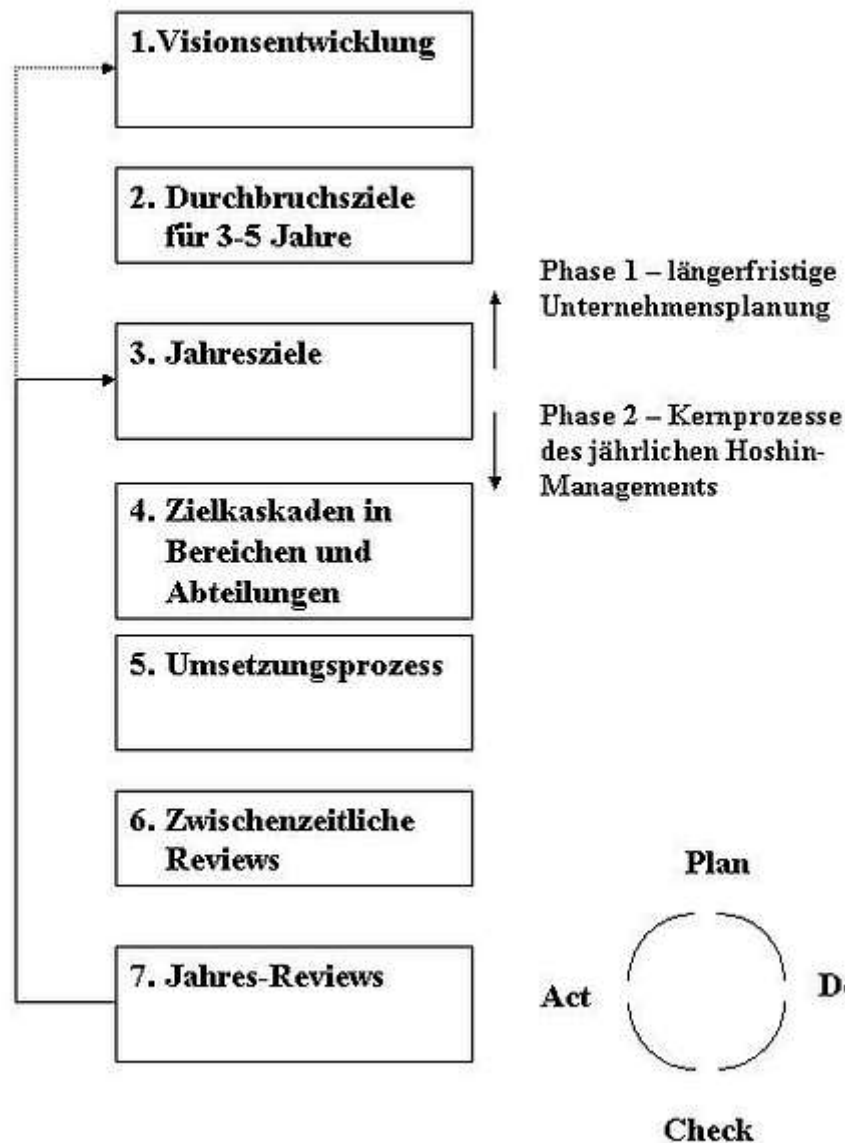 1.Visionsentwicklung
2. Durchbruchsziele
für 3-5 Jahre
Phase 1 – längerfristige
Unternehmensplanung
3. Jahresziele
Phase 2 – Kernprozesse
des jährlichen Hoshin-
Managements
4. Zielkaskaden in
Bereichen und
Abteilungen
5. Umsetzungsprozess
6. Zwischenzeitliche
Reviews
7. Jahres-Reviews
Plan
Act
Check